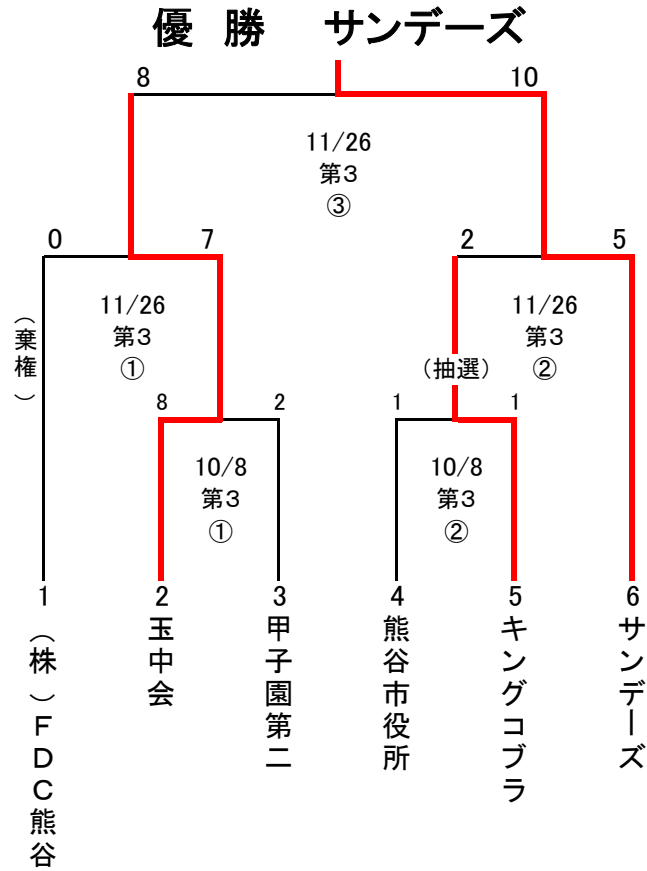 優　勝　　サンデーズ
8
10
11/26
第3
③
0
7
2
5
（棄権）
11/26
第3
①
（抽選）
11/26
第3
②
8
2
1
1
10/8
第3
①
10/8
第3
②
1
2
3
4
5
6
（株）ＦＤＣ熊谷
玉中会
甲子園第二
熊谷市役所
キングコブラ
サンデーズ